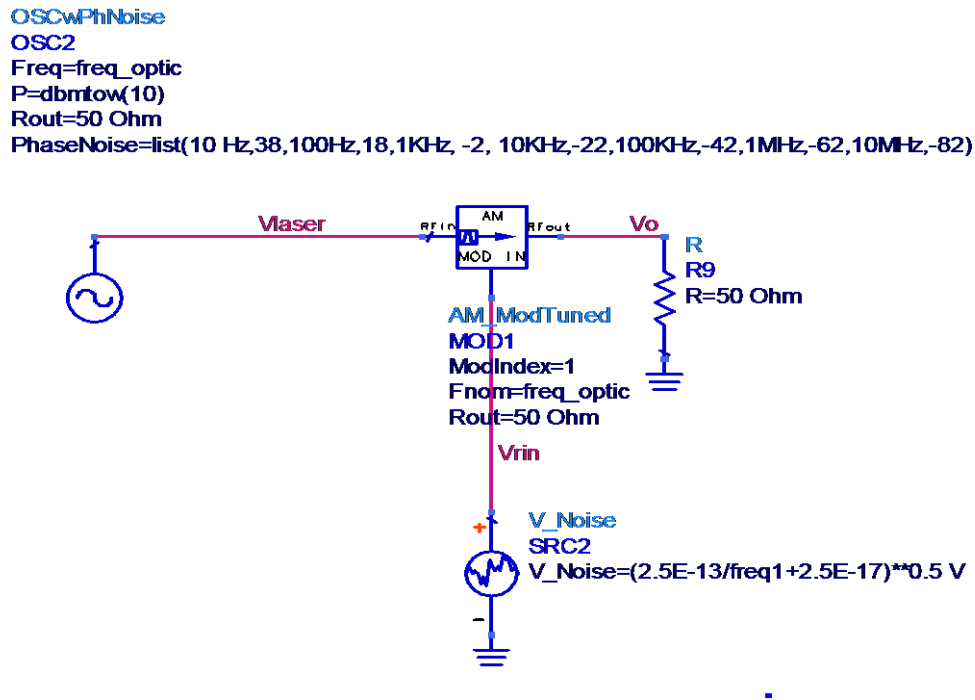 OSCwPhNoise
OSC2
Freq=freq_optic
P=dbmtow(10)
Rout=50 Ohm
PhaseNoise=list(10 Hz,38,100Hz,18,1KHz, -2, 10KHz,-22,100KHz,-42,1MHz,-62,10MHz,-82)
Vlaser
RFin
AM
RFout
MOD IN
Vo
R
R9
R=50 Ohm
AM_ModTuned
MOD1
ModIndex=1
Fnom=freq_optic
Rout=50 Ohm
Vrin
+
V_Noise
SRC2
V_Noise=(2.5E-13/freq1+2.5E-17)**0.5 V
-